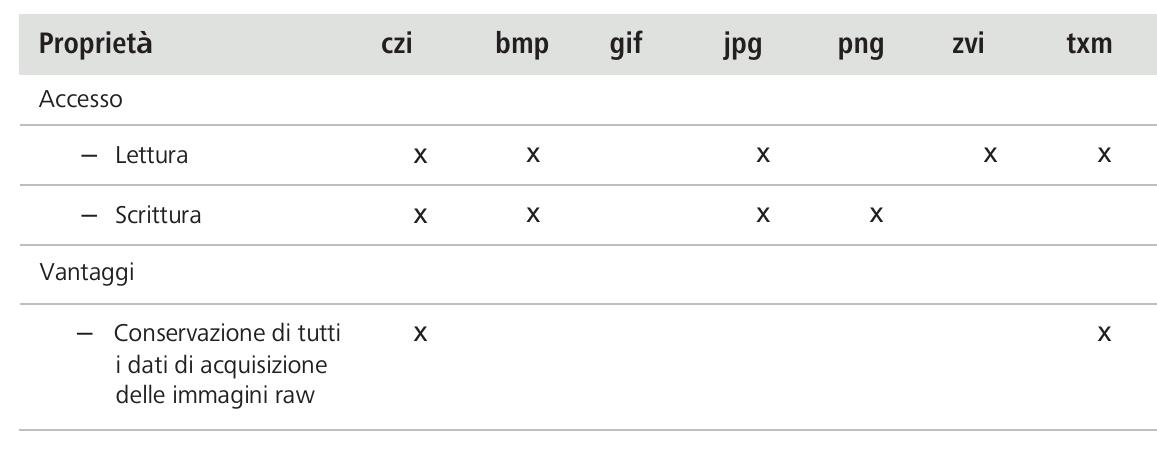 Proprietà czi bmp gif jpg png zvi txm
Accesso
– Lettura x x x x x
– Scrittura x x x x
Vantaggi
– Conservazione di tutti x x
i dati di acquisizione
delle immagini raw